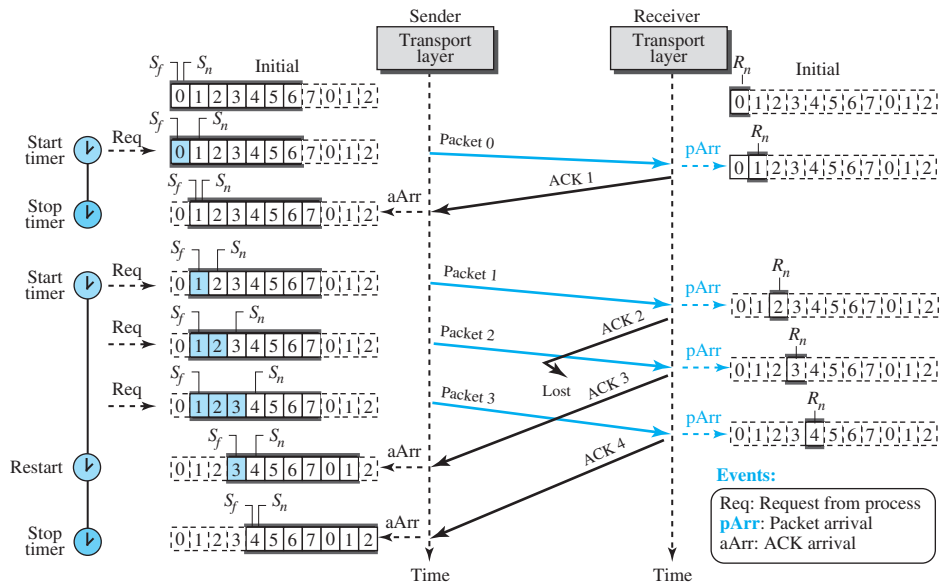 Sender
Receiver
Transport layer
Transport layer
Sf Sn Initial
0 1 2 3 4 5 6 7 0 1 2
Rn Initial
0 1 2 3 4 5 6 7 0 1 2
Start timer
Req
Sf Sn
0 1 2 3 4 5 6 7 0 1 2
Packet 0
pArr
Rn
0 1 2 3 4 5 6 7 0 1 2
ACK 1
Stop timer
Sf Sn
0 1 2 3 4 5 6 7 0 1 2
aArr
Start timer
Req
Sf Sn
0 1 2 3 4 5 6 7 0 1 2
Packet 1
pArr
Rn
0 1 2 3 4 5 6 7 0 1 2
ACK 2
Lost
Req
Sf Sn
0 1 2 3 4 5 6 7 0 1 2
Packet 2
pArr
Rn
0 1 2 3 4 5 6 7 0 1 2
ACK 3
Req
Sf Sn
0 1 2 3 4 5 6 7 0 1 2
Packet 3
pArr
Rn
0 1 2 3 4 5 6 7 0 1 2
ACK 4
Restart
Sf Sn
0 1 2 3 4 5 6 7 0 1 2
aArr
Stop timer
Sf Sn
0 1 2 3 4 5 6 7 0 1 2
aArr
Time
Time
Events:
Req: Request from process
pArr: Packet arrival
aArr: ACK arrival